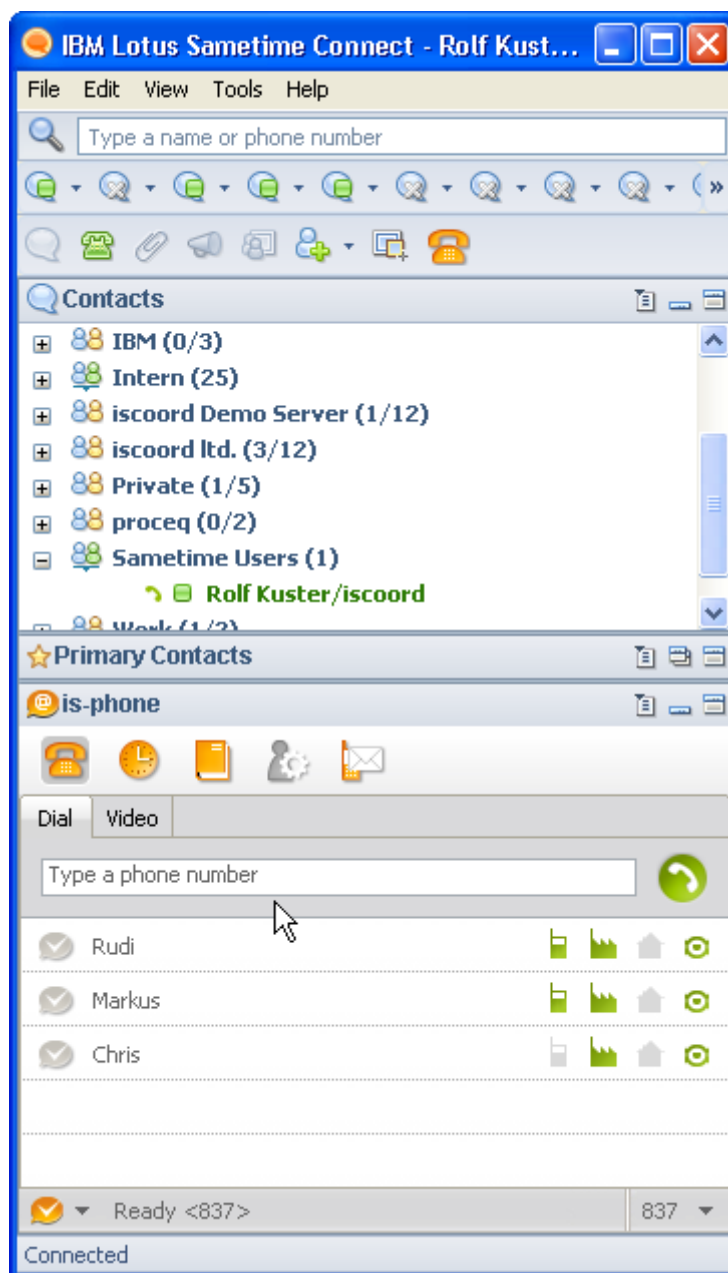 IBM Lotus Sametime Connect - Rolf Kust...
File Edit View Tools Help
Type a name or phone number
Contacts
IBM (0/3)
Intern (25)
iscoord Demo Server (1/12)
iscoord ltd. (3/12)
Private (1/5)
proceq (0/2)
Sametime Users (1)
Rolf Kuster/iscoord
Work (1/2)
Primary Contacts
is-phone
Dial Video
Type a phone number
Rudi
Markus
Chris
Ready <837> 837
Connected